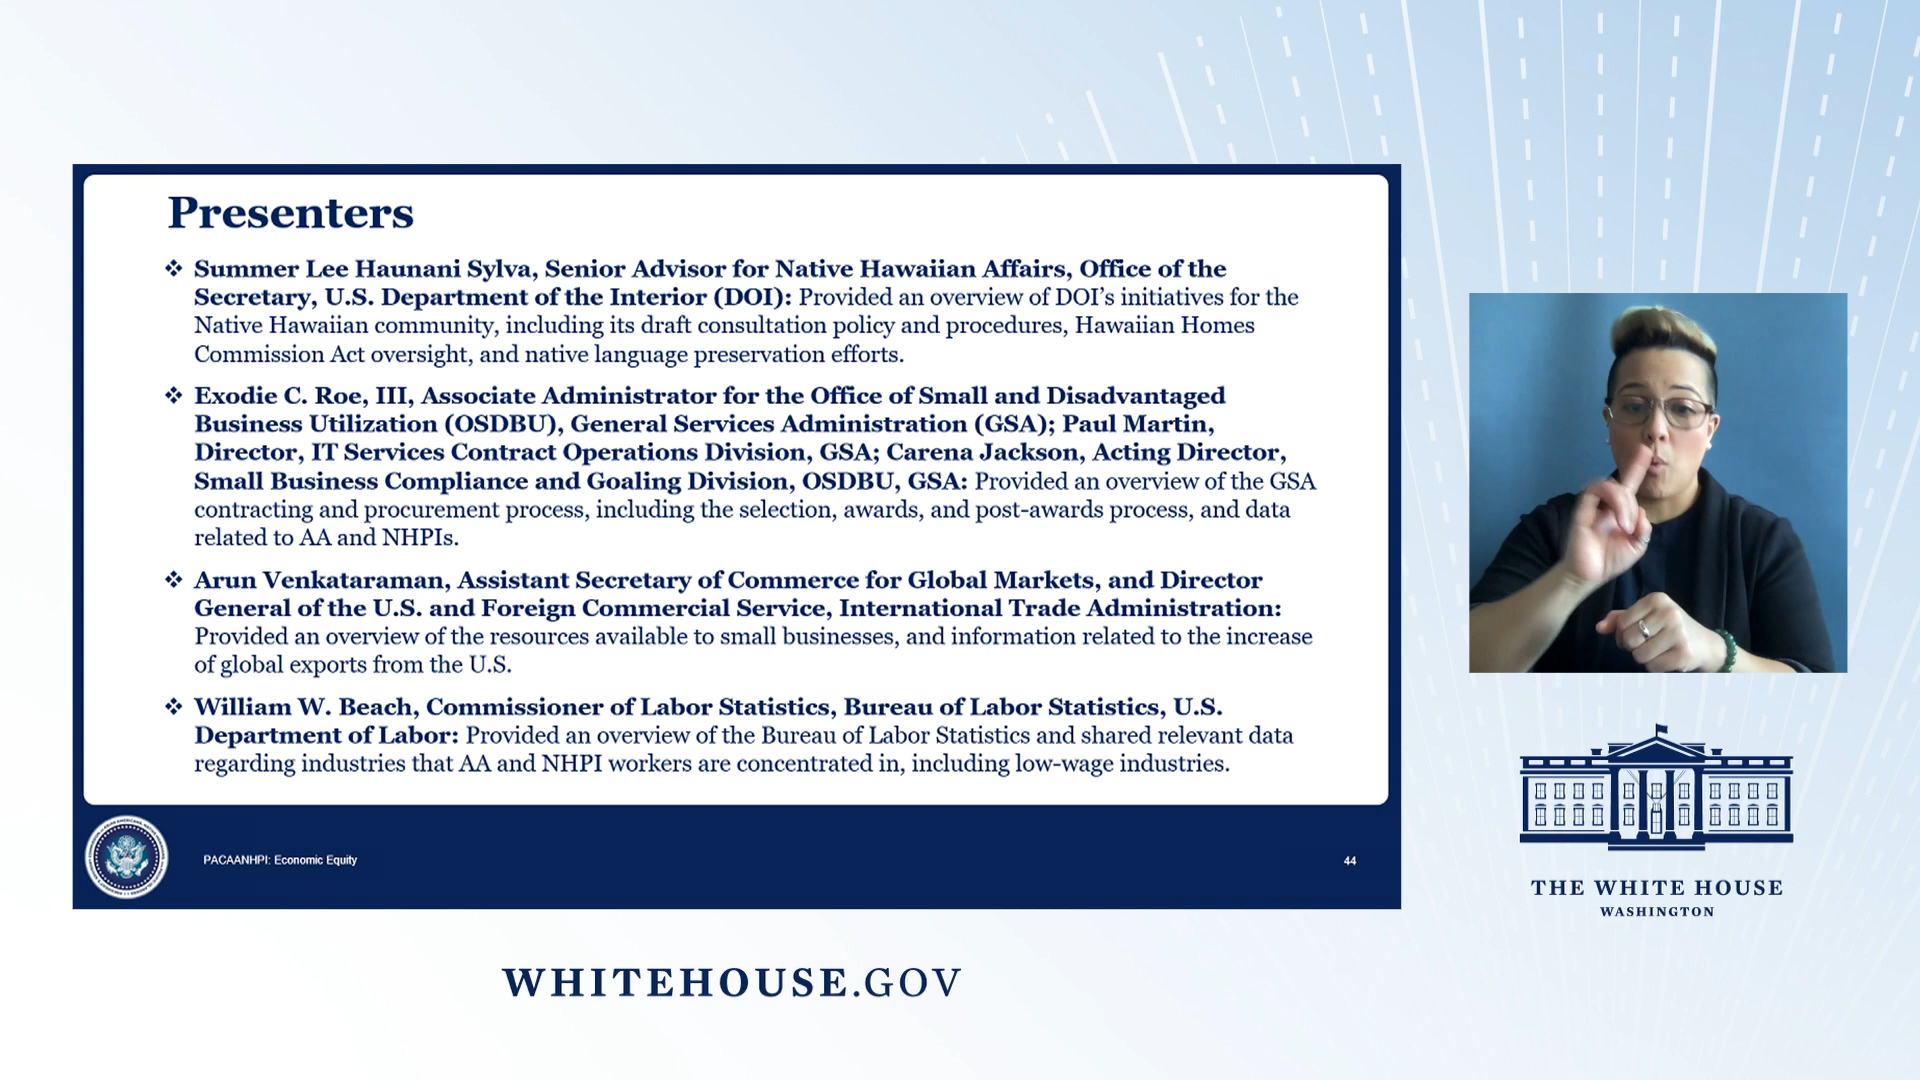 Presenters
❖ Summer Lee Haunani Sylva, Senior Advisor for Native Hawaiian Affairs, Office of the
Secretary, U.S. Department of the Interior (DOI): Provided an overview of DOI’s initiatives for the
Native Hawaiian community, including its draft consultation policy and procedures, Hawaiian Homes
Commission Act oversight, and native language preservation efforts.
❖ Exodie C. Roe, III, Associate Administrator for the Office of Small and Disadvantaged
Business Utilization (OSDBU), General Services Administration (GSA); Paul Martin,
Director, IT Services Contract Operations Division, GSA; Carena Jackson, Acting Director,
Small Business Compliance and Goaling Division, OSDBU, GSA: Provided an overview of the GSA
contracting and procurement process, including the selection, awards, and post-awards process, and data
related to AA and NHPIs.
❖ Arun Venkataraman, Assistant Secretary of Commerce for Global Markets, and Director
General of the U.S. and Foreign Commercial Service, International Trade Administration:
Provided an overview of the resources available to small businesses, and information related to the increase
of global exports from the U.S.
❖ William W. Beach, Commissioner of Labor Statistics, Bureau of Labor Statistics, U.S.
Department of Labor: Provided an overview of the Bureau of Labor Statistics and shared relevant data
regarding industries that AA and NHPI workers are concentrated in, including low-wage industries.
PACAANHPI: Economic Equity
44
THE WHITE HOUSE
WASHINGTON
WHITEHOUSE.GOV